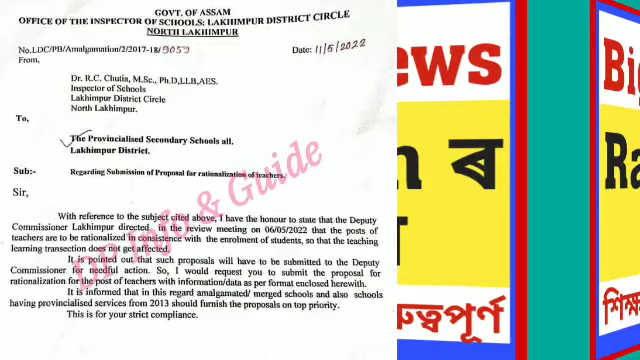 GOVT. OF ASSAM
OFFICE OF THE INSPECTOR OF SCHOOLS: LAKHIMPUR DISTRICT CIRCLE
NORTH LAKHIMPUR
No.LDC/PB/Amalgamation/2/2017-18/9059 Date: 11/5/2022
From,
Dr. R.C. Chutia, M.Sc., Ph.D,LLB,AES.
Inspector of Schools
Lakhimpur District Circle
North Lakhimpur.
To,
The Provincialised Secondary Schools all.
Lakhimpur District.
Sub:- Regarding Submission of Proposal for rationalization of teachers.
Sir,
With reference to the subject cited above, I have the honour to state that the Deputy
Commissioner Lakhimpur directed in the review meeting on 06/05/2022 that the posts of
teachers are to be rationalized in consistence with the enrolment of students, so that the teaching
learning transection does not get affected.
It is pointed out that such proposals will have to be submitted to the Deputy
Commissioner for needful action. So, I would request you to submit the proposal for
rationalization for the post of teachers with information/data as per format enclosed herewith.
It is informed that in this regard amalgamated/ merged schools and also schools
having provincialised services from 2013 should furnish the proposals on top priority.
This is for your strict compliance.
DP Info & Guide
ews
ৰ
ৰুত্বপূৰ্ণ
Big
Ra
শিক্ষ